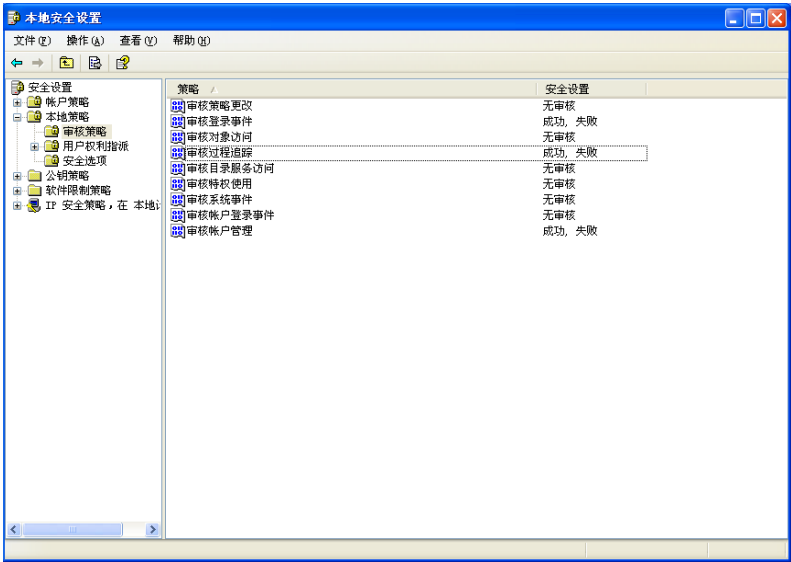 本地安全设置
文件(F) 操作(A) 查看(V) 帮助(H)
安全设置
帐户策略
本地策略
审核策略
用户权利指派
安全选项
公钥策略
软件限制策略
IP 安全策略，在 本地
策略 安全设置
审核策略更改 无审核
审核登录事件 成功, 失败
审核对象访问 无审核
审核过程追踪 成功, 失败
审核目录服务访问 无审核
审核特权使用 无审核
审核系统事件 无审核
审核帐户登录事件 无审核
审核帐户管理 成功, 失败